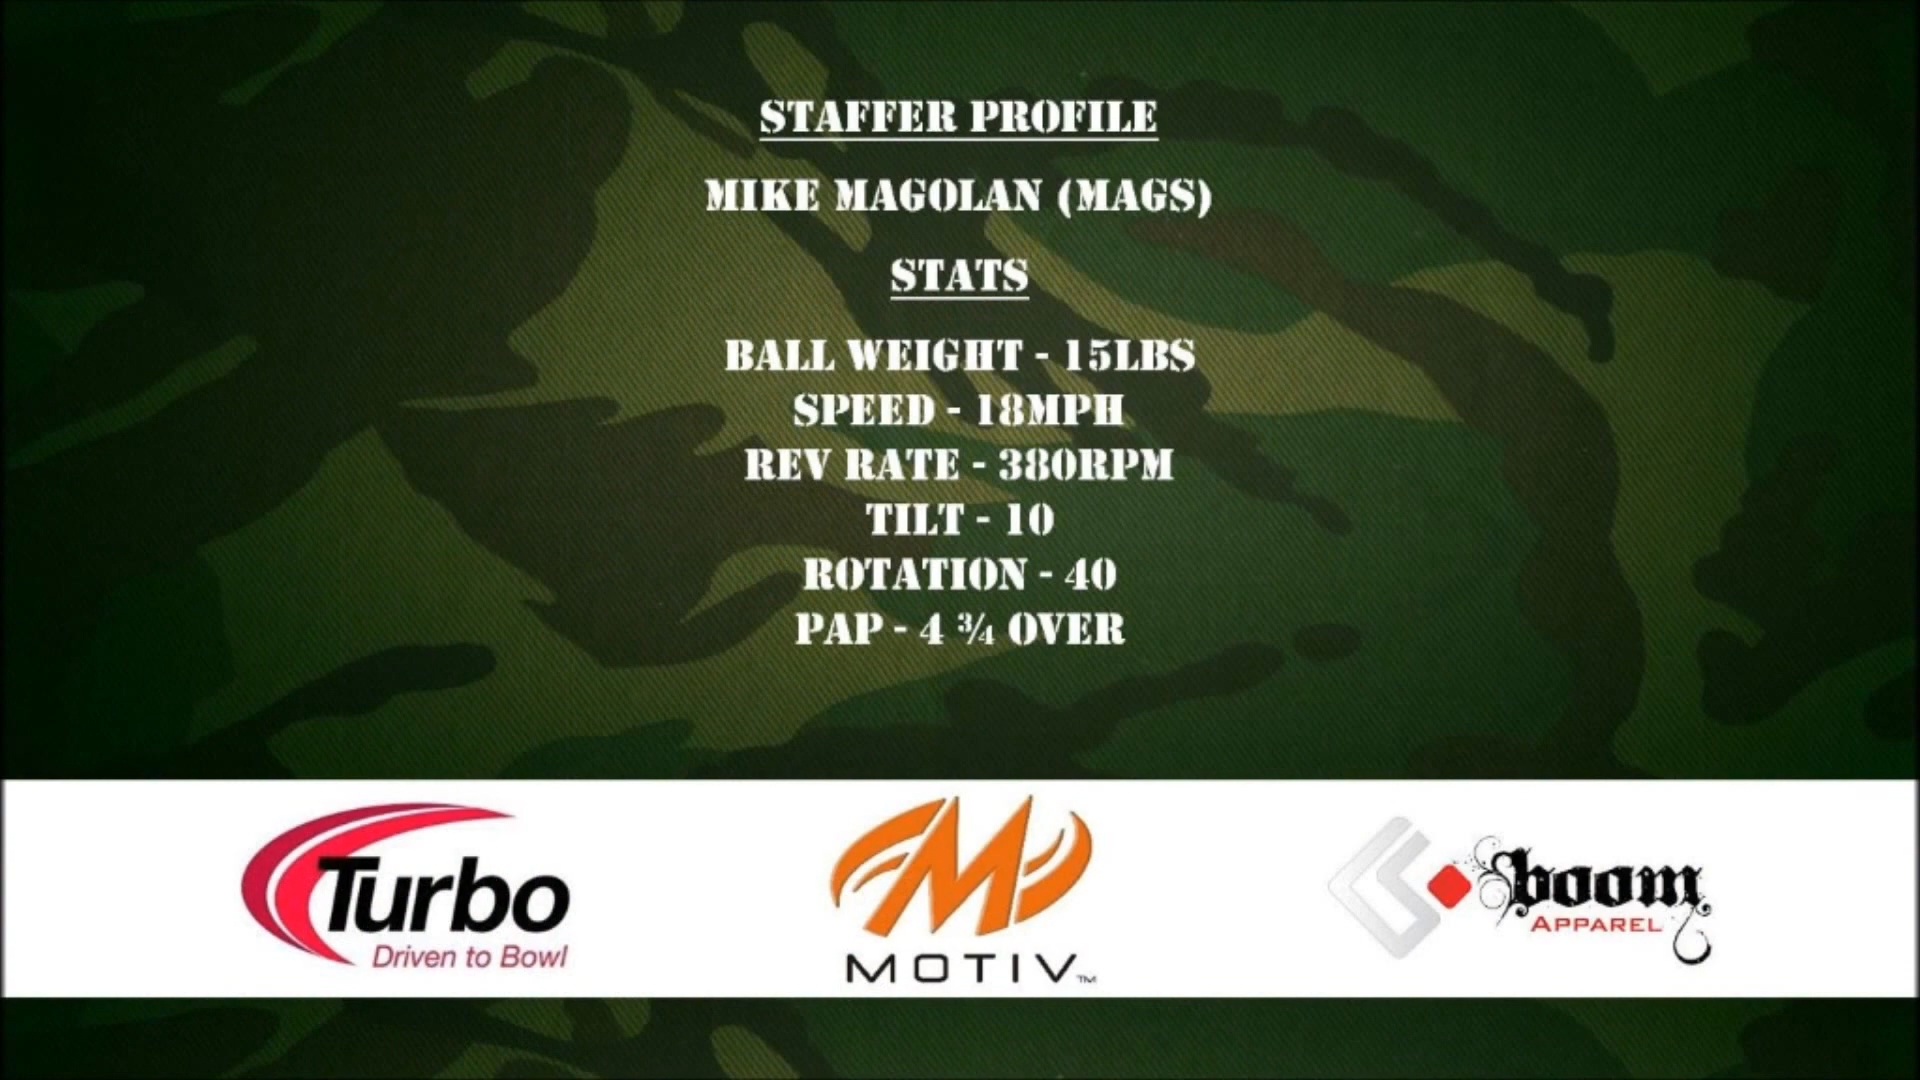 STAFFER PROFILE
MIKE MAGOLAN (MAGS)
STATS
BALL WEIGHT - 15LBS
SPEED - 18MPH
REV RATE - 380RPM
TILT - 10
ROTATION - 40
PAP - 4 ¾ OVER
Turbo
Driven to Bowl
MOTIV™
boom
APPAREL